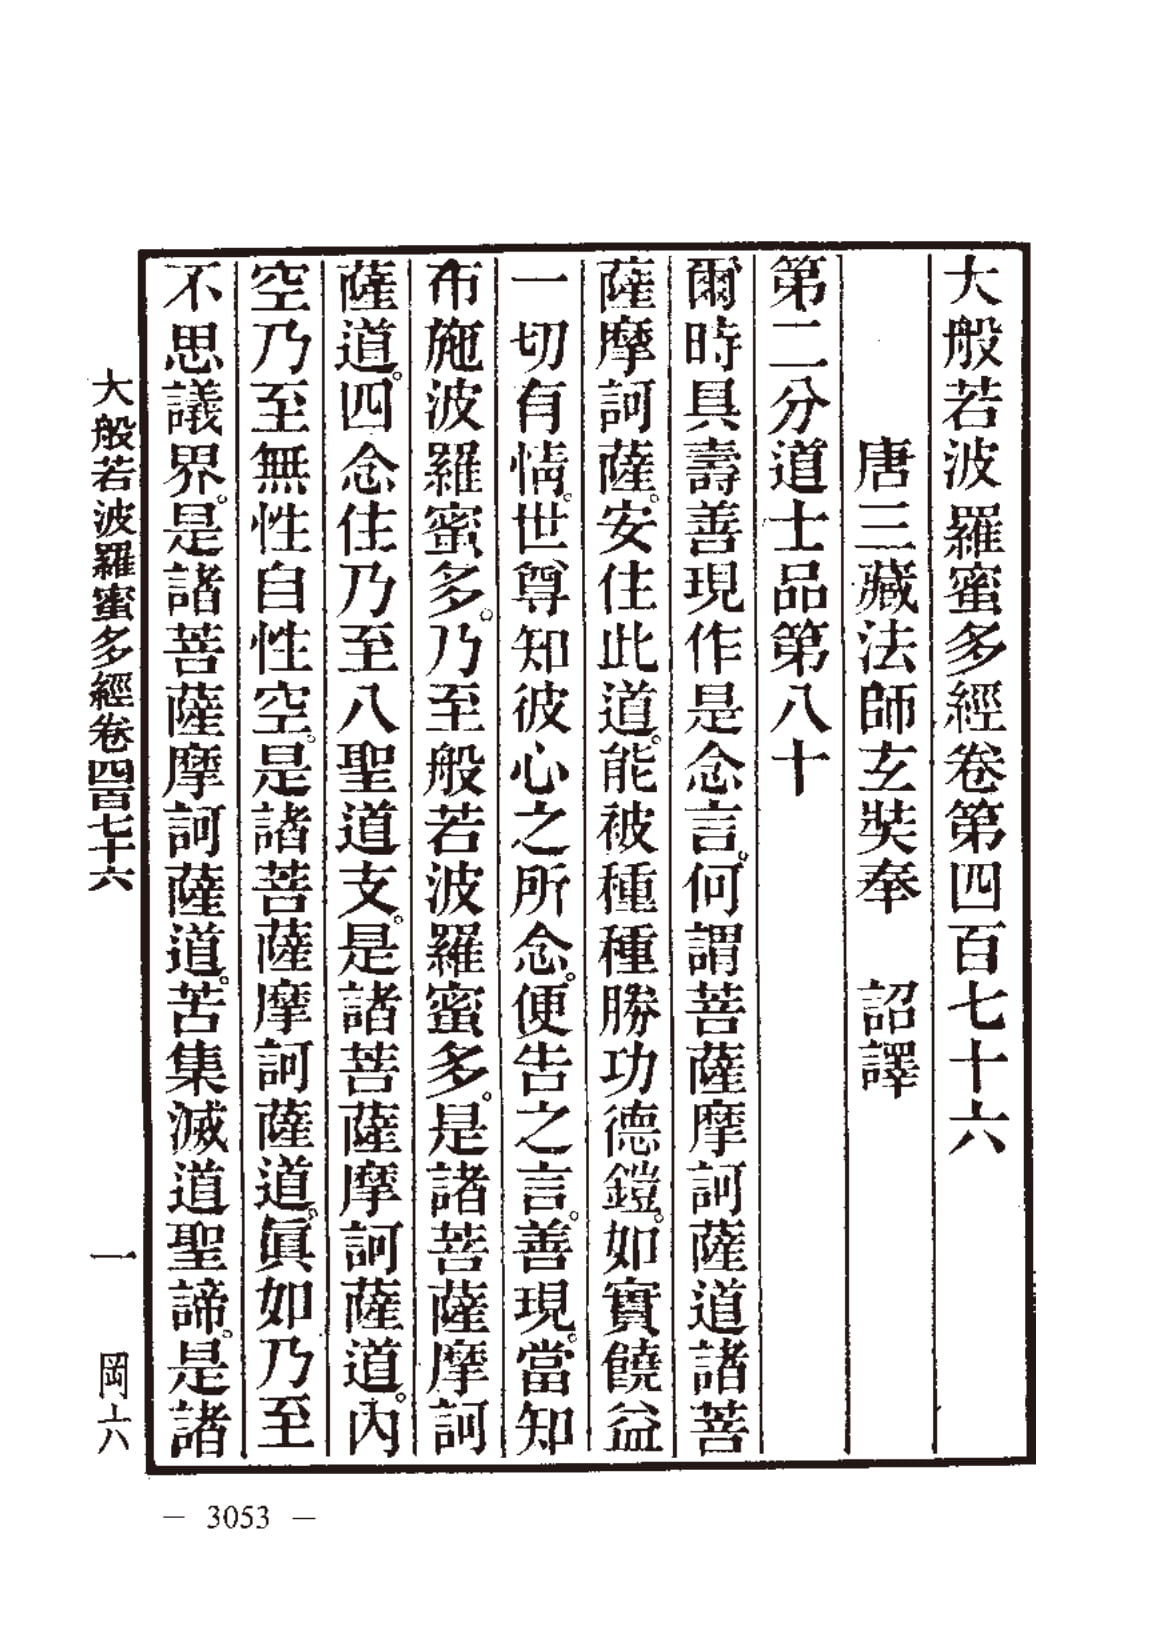 大般若波羅蜜多經卷第四百七十六
唐三藏法師玄奘奉　詔譯
第二分道士品第八十
爾時具壽善現作是念言。何謂菩薩摩訶薩道諸菩
薩摩訶薩。安住此道。能被種種勝功德鎧。如實饒益
一切有情。世尊知彼心之所念。便告之言。善現。當知
布施波羅蜜多。乃至般若波羅蜜多。是諸菩薩摩訶
薩道。四念住乃至八聖道支。是諸菩薩摩訶薩道。內
空乃至無性自性空。是諸菩薩摩訶薩道。眞如乃至
不思議界。是諸菩薩摩訶薩道。苦集滅道聖諦。是諸
大般若波羅蜜多經卷四百七十六　一　岡六
— 3053 —